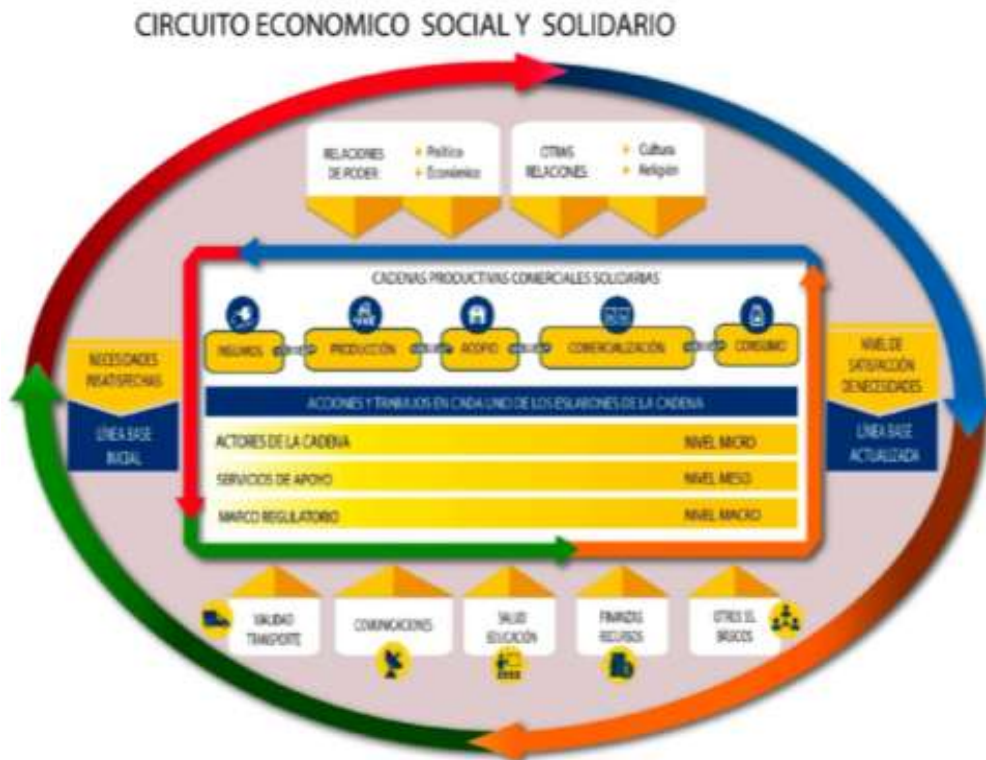 CIRCUITO ECONOMICO SOCIAL Y SOLIDARIO
RELACIONES
DE PODER:
+ Político
+ Económico
OTRAS
RELACIONES:
+ Cultura
+ Religión
CADENAS PRODUCTIVAS COMERCIALES SOLIDARIAS
INSUMOS
PRODUCCIÓN
ACOPIO
COMERCIALIZACIÓN
CONSUMO
NECESIDADES
INSATISFECHAS
LÍNEA BASE
INICIAL
NIVEL DE
SATISFACCIÓN
DE NECESIDADES
LÍNEA BASE
ACTUALIZADA
ACCIONES Y TRABAJOS EN CADA UNO DE LOS ESLABONES DE LA CADENA
ACTORES DE LA CADENA NIVEL MICRO
SERVICIOS DE APOYO NIVEL MESO
MARCO REGULATORIO NIVEL MACRO
VIALIDAD
TRANSPORTE
COMUNICACIONES
SALUD
EDUCACIÓN
FINANZAS
RECURSOS
OTROS SS.
BÁSICOS